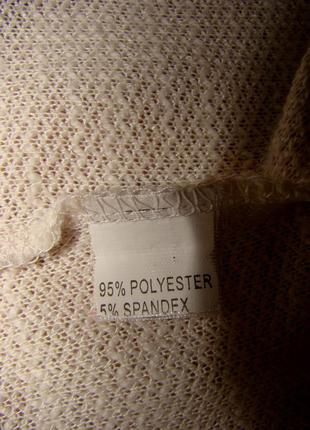 95% POLYESTER
5% SPANDEX